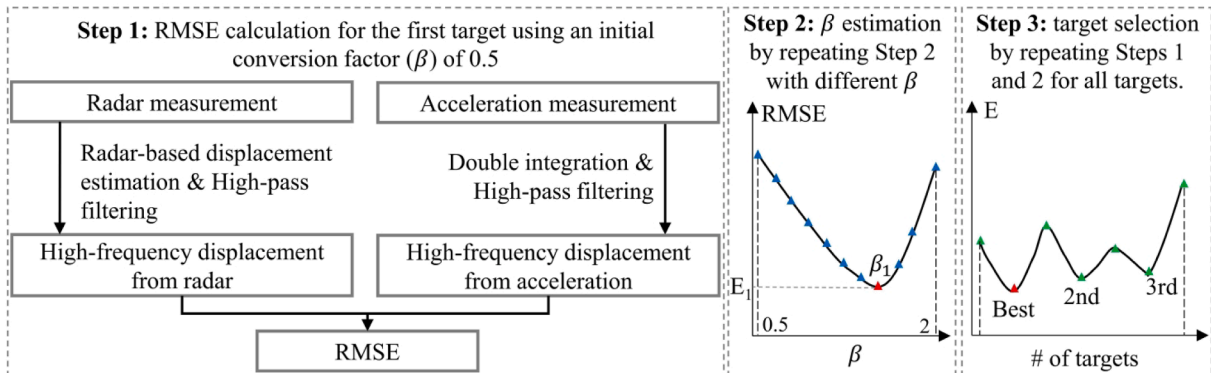 Step 1: RMSE calculation for the first target using an initial
conversion factor (β) of 0.5
Radar measurement
Acceleration measurement
Radar-based displacement
estimation & High-pass
filtering
Double integration &
High-pass filtering
High-frequency displacement
from radar
High-frequency displacement
from acceleration
RMSE
Step 2: β estimation
by repeating Step 2
with different β
RMSE
β₁
E₁
0.5
2
β
Step 3: target selection
by repeating Steps 1
and 2 for all targets.
E
Best
2nd
3rd
# of targets